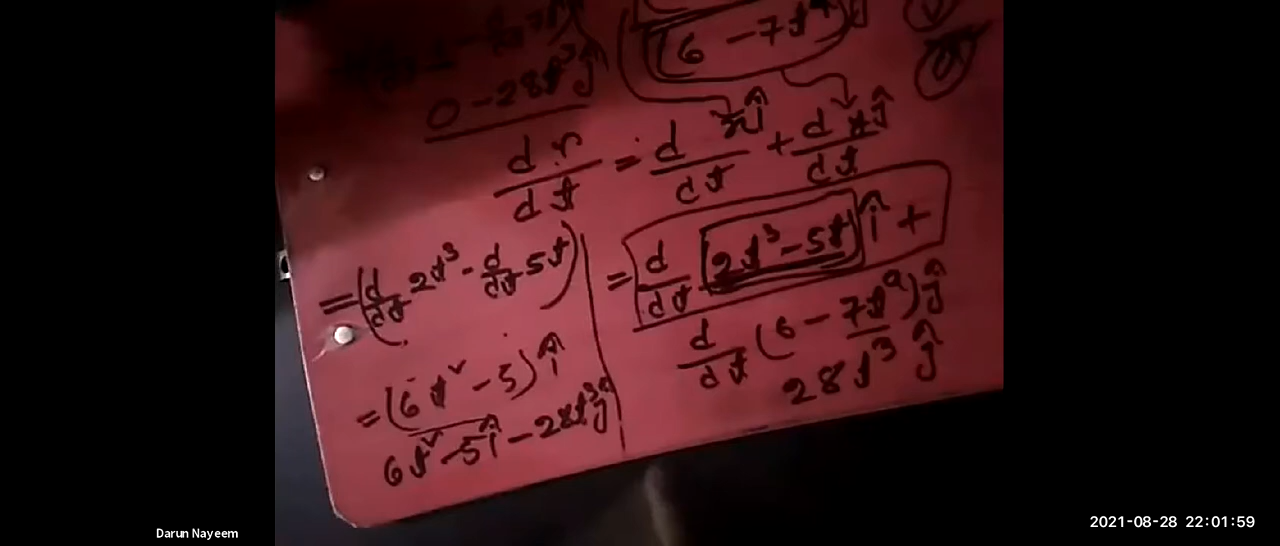 (6 - 7t⁴)ĵ
0 - 28t³ĵ
dr/dt = d/dt xî + d/dt yĵ
= d/dt 2t³ - 5t î +
d/dt (6 - 7t⁴)ĵ
28t³ ĵ
= (d/dt 2t³ - d/dt 5t)
= (6t² - 5)î
6t² - 5î - 28t³ĵ
Darun Nayeem
2021-08-28 22:01:59